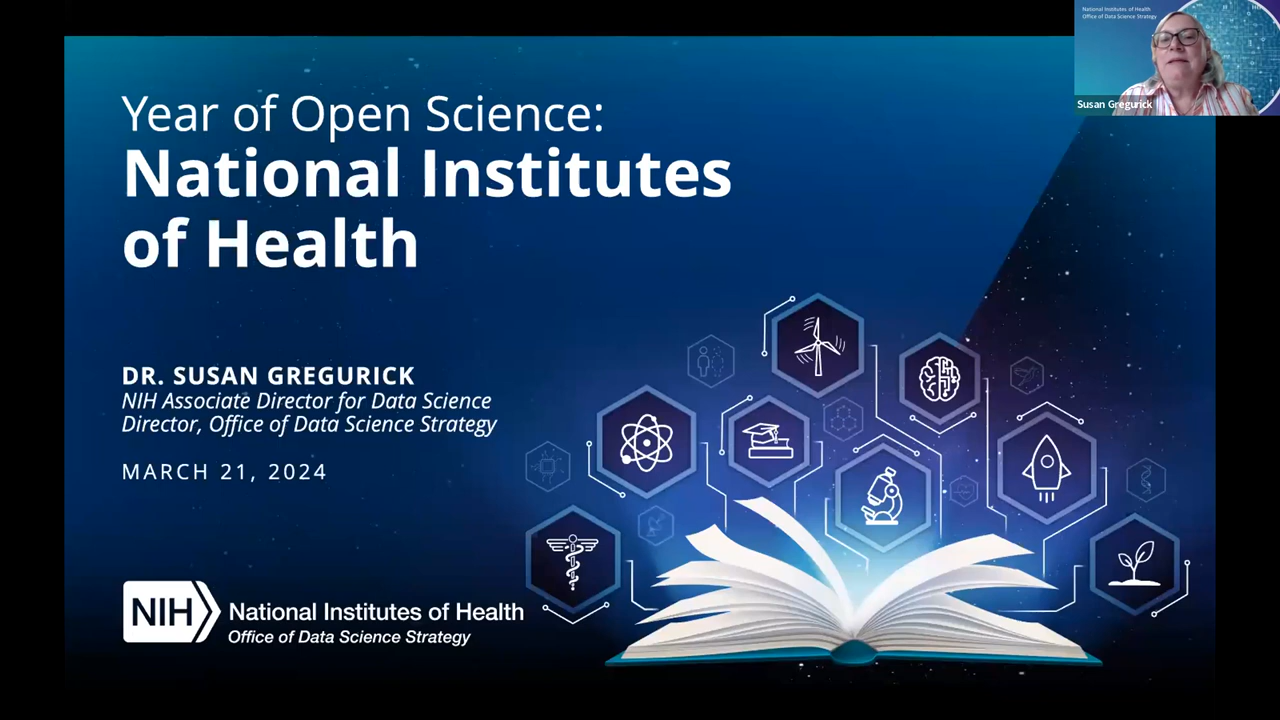 National Institutes of Health
Office of Data Science Strategy
Susan Gregurick
Year of Open Science:
National Institutes
of Health
DR. SUSAN GREGURICK
NIH Associate Director for Data Science
Director, Office of Data Science Strategy
MARCH 21, 2024
NIH National Institutes of Health
Office of Data Science Strategy